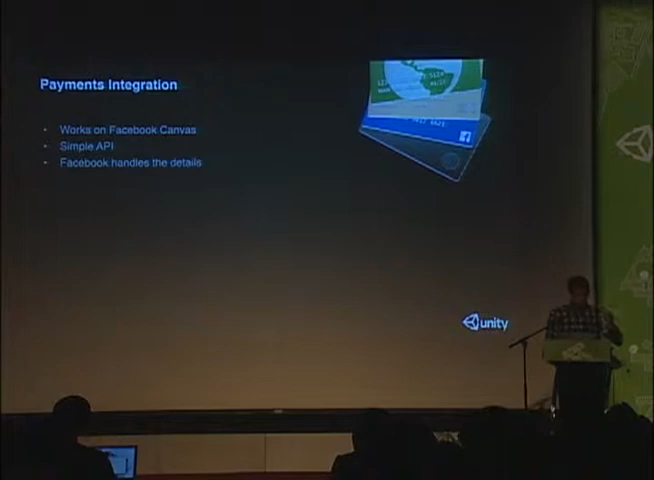 Payments Integration
• Works on Facebook Canvas
• Simple API
• Facebook handles the details
unity